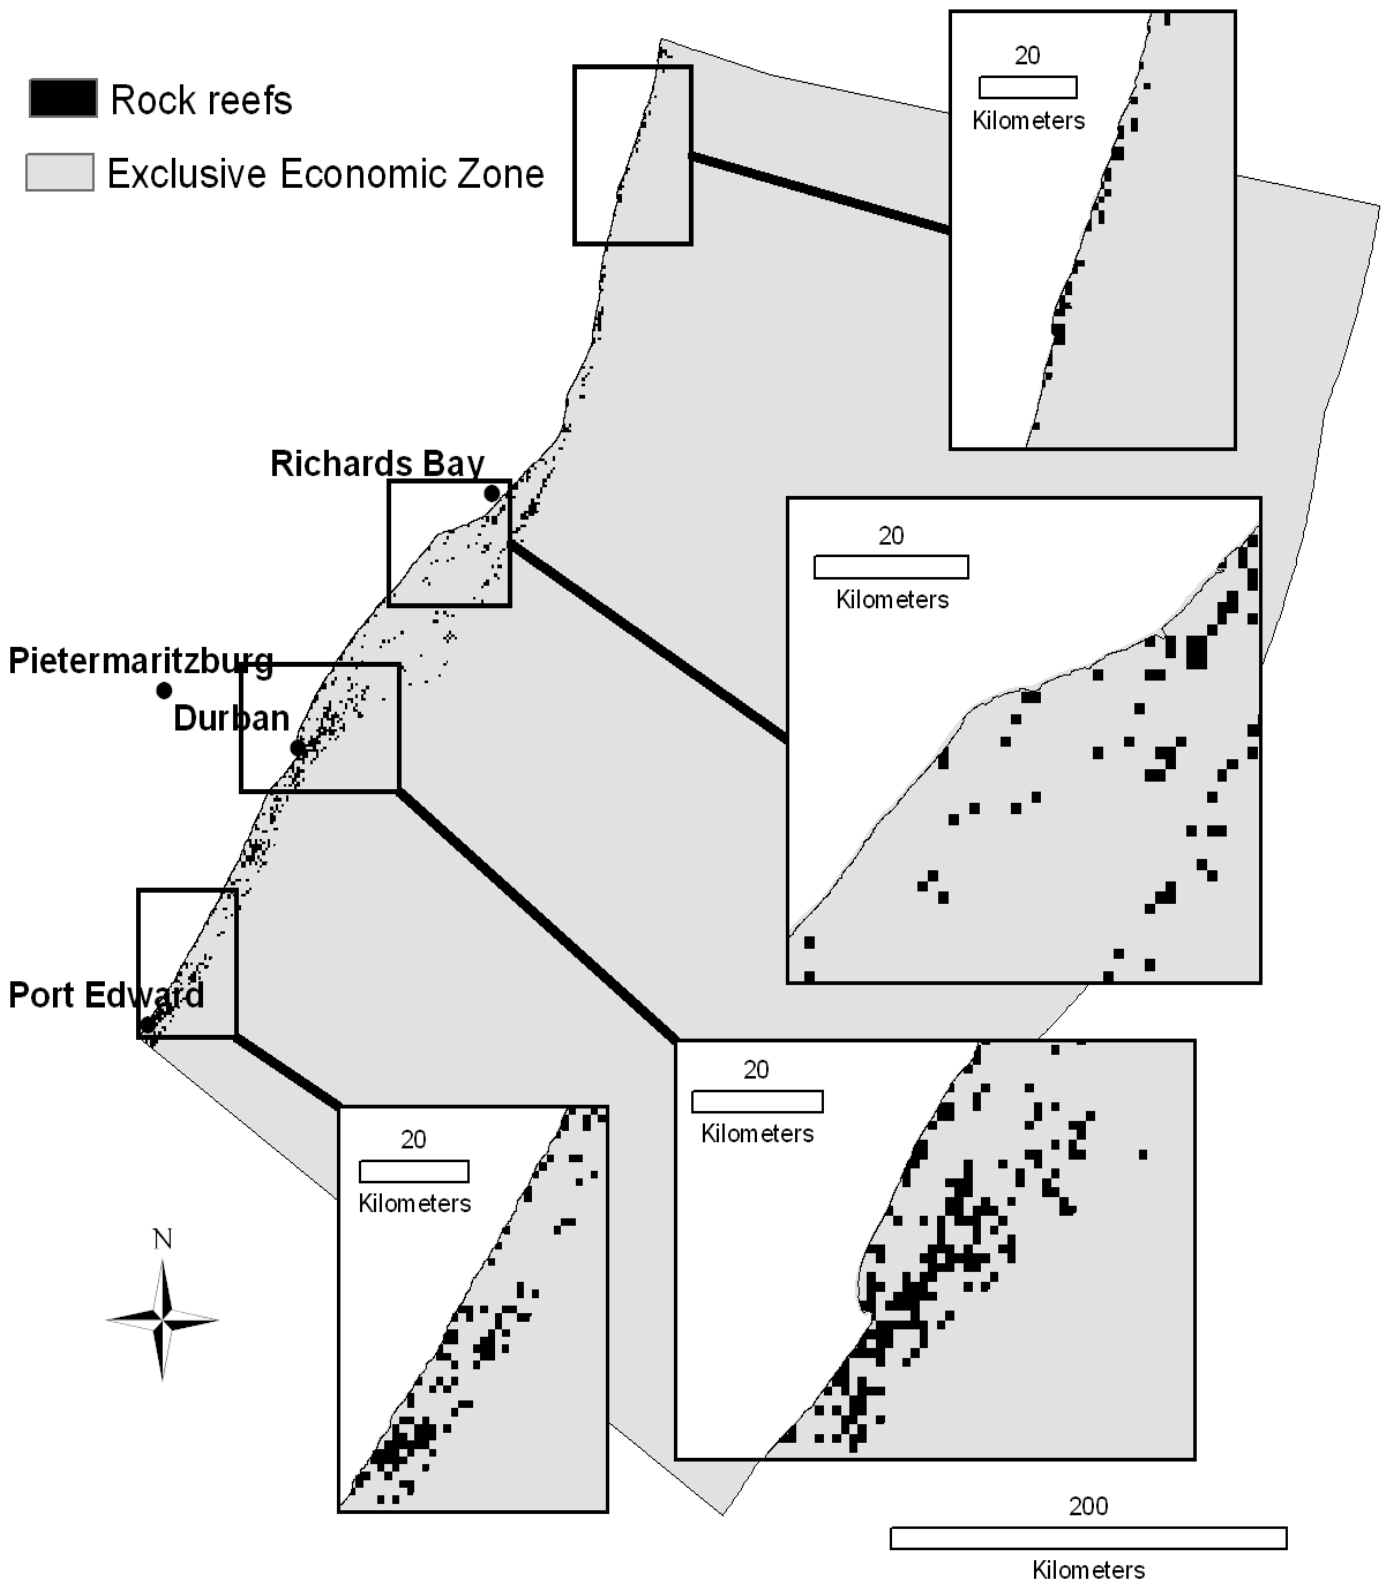 20
Kilometers
Rock reefs
Exclusive Economic Zone
Richards Bay
20
Kilometers
Pietermaritzburg
Durban
Port Edward
20
Kilometers
20
Kilometers
N
200
Kilometers